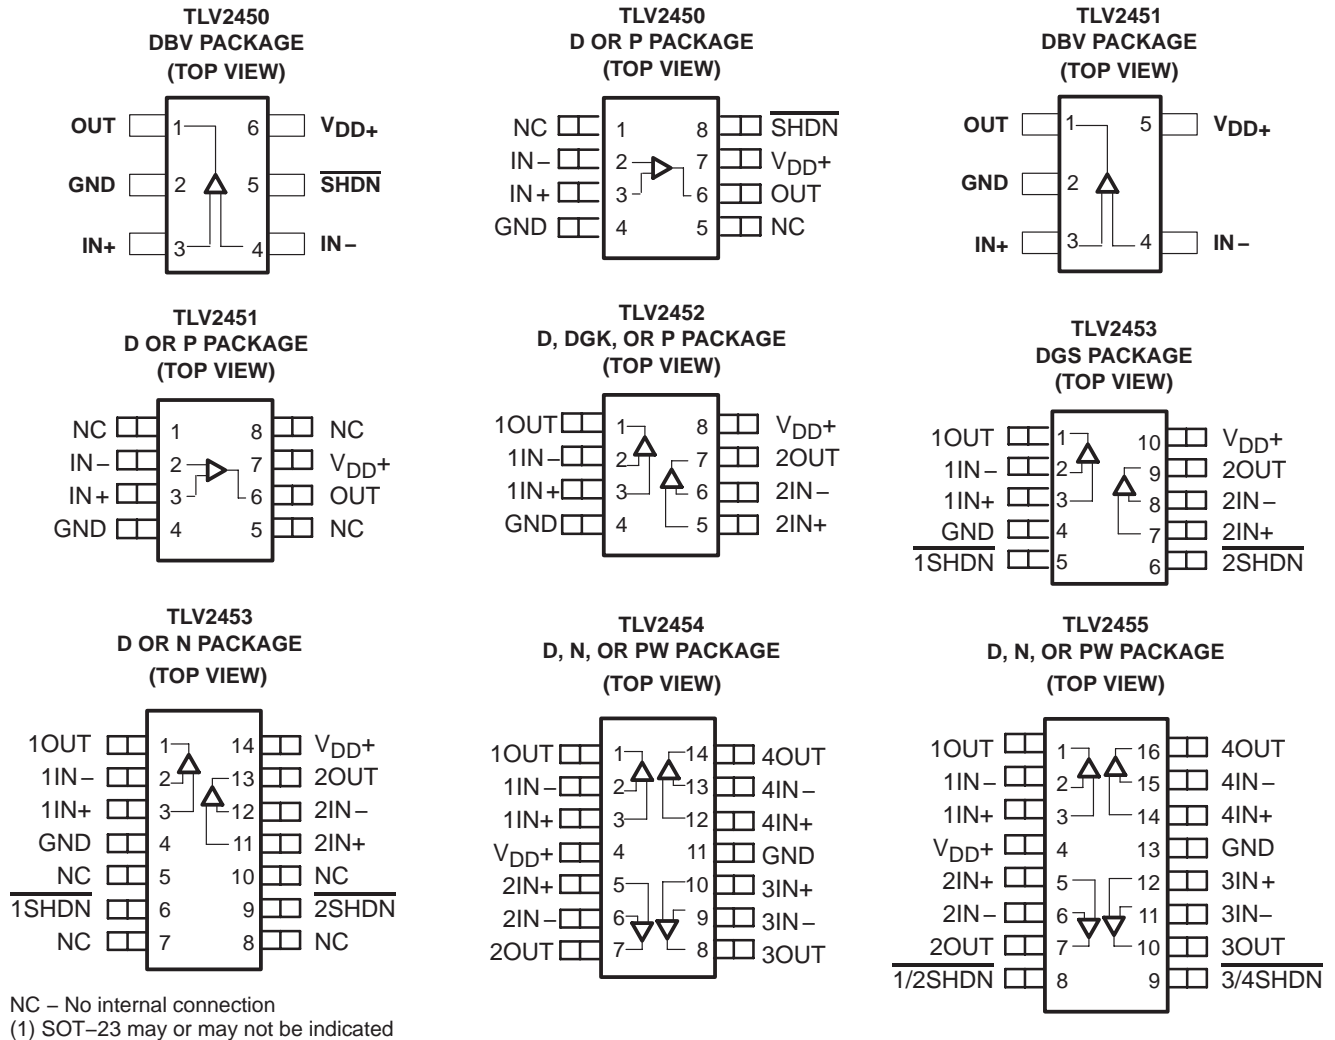 TLV2450
DBV PACKAGE
(TOP VIEW)
OUT 1 6 VDD+
GND 2 5 SHDN
IN+ 3 4 IN−
TLV2450
D OR P PACKAGE
(TOP VIEW)
NC 1 8 SHDN
IN− 2 7 VDD+
IN+ 3 6 OUT
GND 4 5 NC
TLV2451
DBV PACKAGE
(TOP VIEW)
OUT 1 5 VDD+
GND 2
IN+ 3 4 IN−
TLV2451
D OR P PACKAGE
(TOP VIEW)
NC 1 8 NC
IN− 2 7 VDD+
IN+ 3 6 OUT
GND 4 5 NC
TLV2452
D, DGK, OR P PACKAGE
(TOP VIEW)
1OUT 1 8 VDD+
1IN− 2 7 2OUT
1IN+ 3 6 2IN−
GND 4 5 2IN+
TLV2453
DGS PACKAGE
(TOP VIEW)
1OUT 1 10 VDD+
1IN− 2 9 2OUT
1IN+ 3 8 2IN−
GND 4 7 2IN+
1SHDN 5 6 2SHDN
TLV2453
D OR N PACKAGE
(TOP VIEW)
1OUT 1 14 VDD+
1IN− 2 13 2OUT
1IN+ 3 12 2IN−
GND 4 11 2IN+
NC 5 10 NC
1SHDN 6 9 2SHDN
NC 7 8 NC
TLV2454
D, N, OR PW PACKAGE
(TOP VIEW)
1OUT 1 14 4OUT
1IN− 2 13 4IN−
1IN+ 3 12 4IN+
VDD+ 4 11 GND
2IN+ 5 10 3IN+
2IN− 6 9 3IN−
2OUT 7 8 3OUT
TLV2455
D, N, OR PW PACKAGE
(TOP VIEW)
1OUT 1 16 4OUT
1IN− 2 15 4IN−
1IN+ 3 14 4IN+
VDD+ 4 13 GND
2IN+ 5 12 3IN+
2IN− 6 11 3IN−
2OUT 7 10 3OUT
1/2SHDN 8 9 3/4SHDN
NC − No internal connection
(1) SOT−23 may or may not be indicated